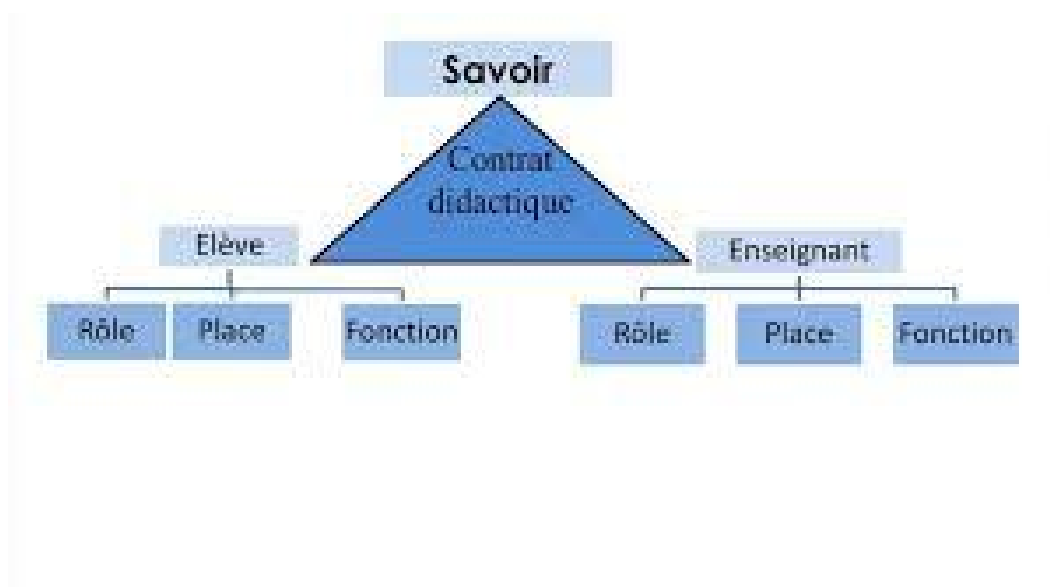 Savoir
Contrat
didactique
Elève
Enseignant
Rôle
Place
Fonction
Rôle
Place
Fonction